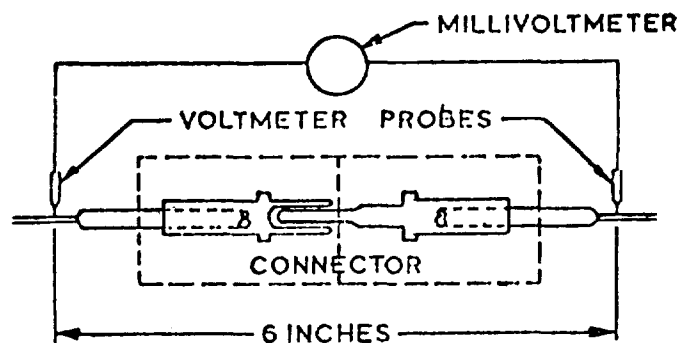 MILLIVOLTMETER
VOLTMETER PROBES
CONNECTOR
6 INCHES